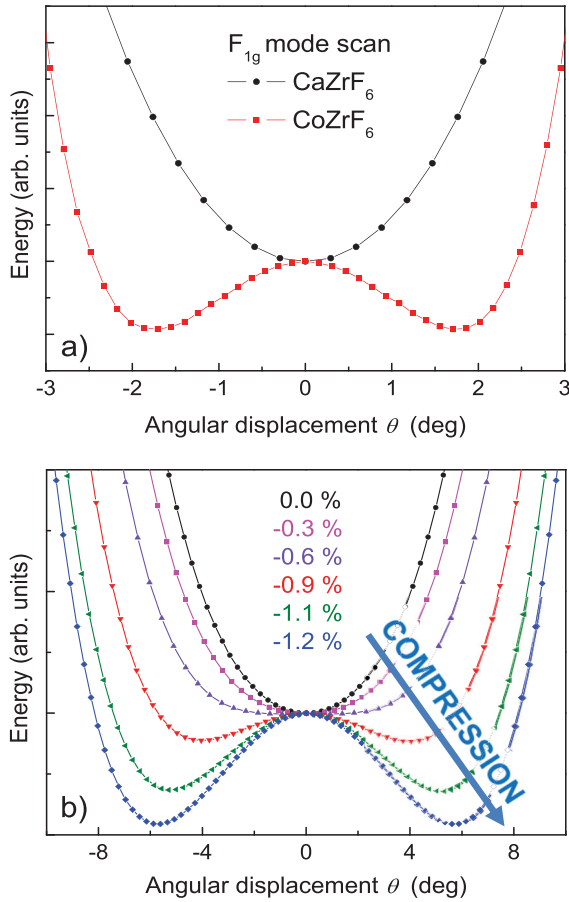 F1g mode scan
CaZrF6
CoZrF6
Energy (arb. units)
a)
-3 -2 -1 0 1 2 3
Angular displacement θ (deg)
0.0 %
-0.3 %
-0.6 %
-0.9 %
-1.1 %
-1.2 %
COMPRESSION
Energy (arb. units)
b)
-8 -4 0 4 8
Angular displacement θ (deg)